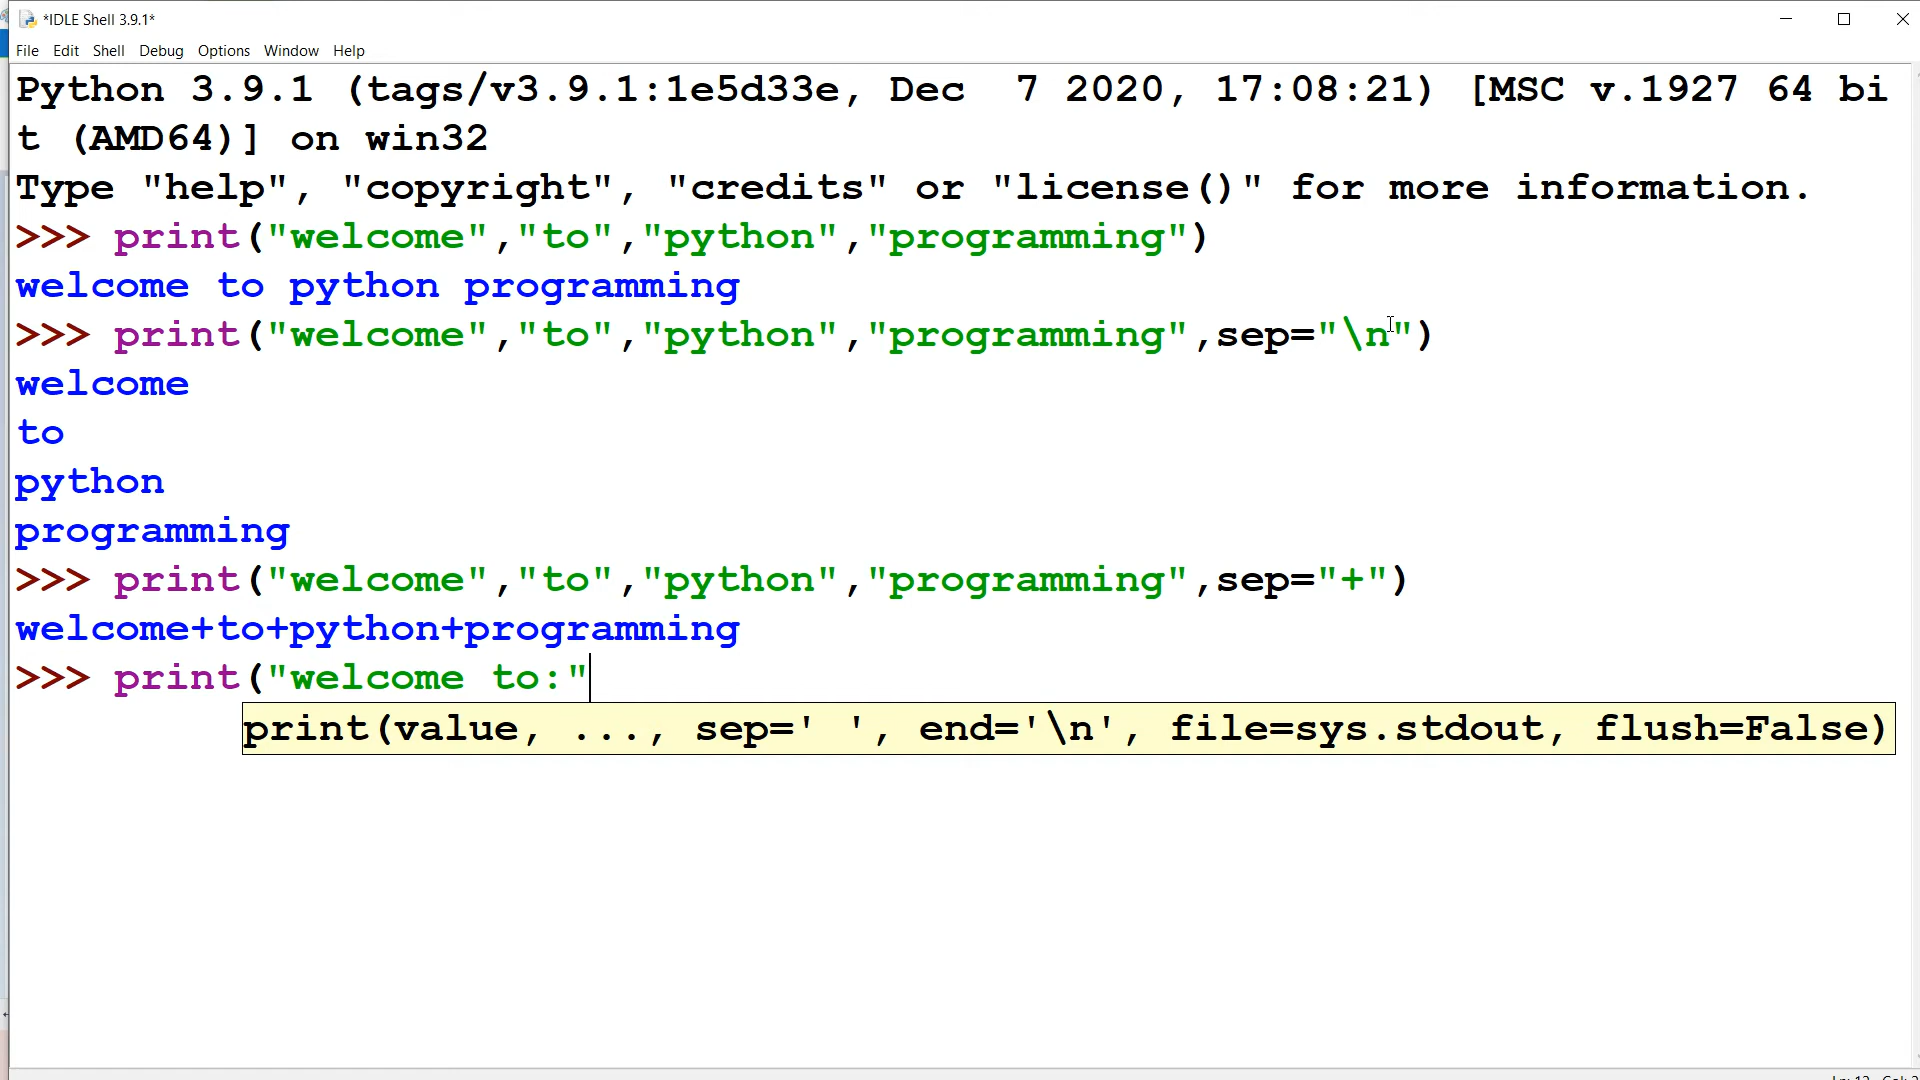 *IDLE Shell 3.9.1*
File Edit Shell Debug Options Window Help
Python 3.9.1 (tags/v3.9.1:1e5d33e, Dec  7 2020, 17:08:21) [MSC v.1927 64 bi
t (AMD64)] on win32
Type "help", "copyright", "credits" or "license()" for more information.
>>> print("welcome","to","python","programming")
welcome to python programming
>>> print("welcome","to","python","programming",sep="\n")
welcome
to
python
programming
>>> print("welcome","to","python","programming",sep="+")
welcome+to+python+programming
>>> print("welcome to:"
print(value, ..., sep=' ', end='\n', file=sys.stdout, flush=False)